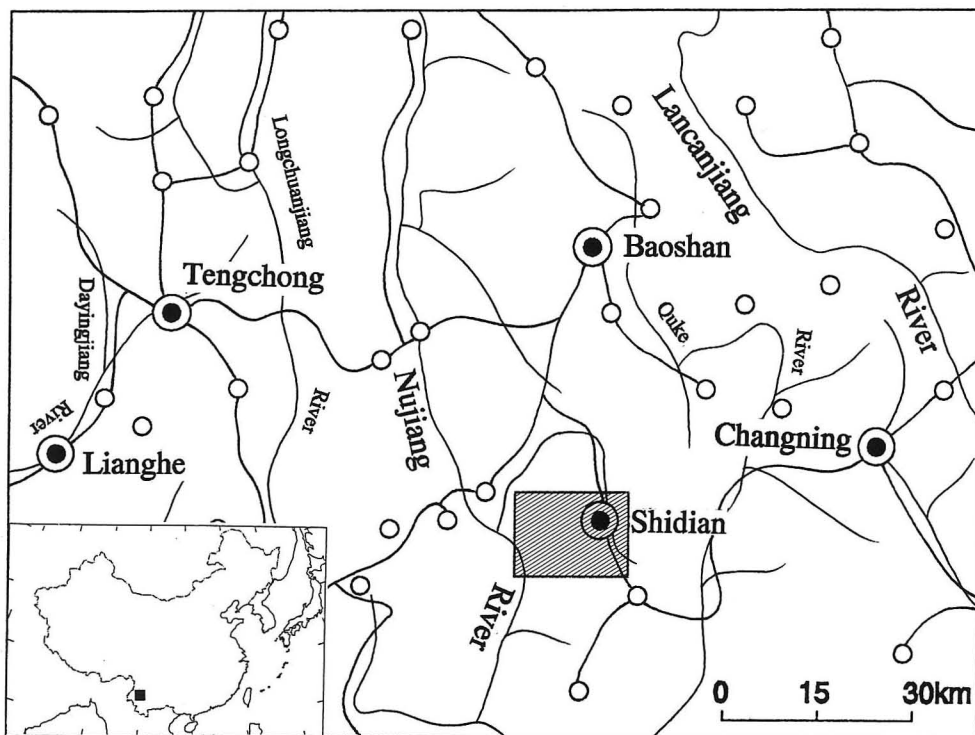 Lancanjiang
River
Longchuanjiang
River
Baoshan
Tengchong
Dayingjiang
River
Quke
River
Nujiang
River
Changning
Lianghe
Shidian
0 15 30km